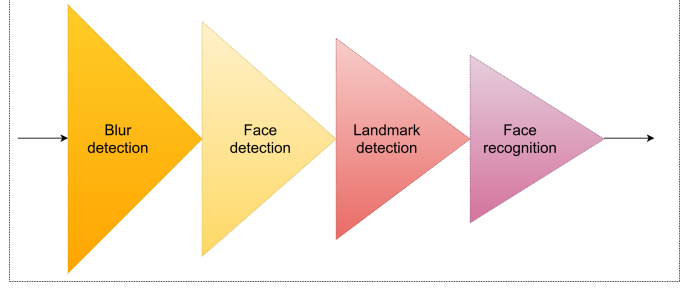 Blur
detection
Face
detection
Landmark
detection
Face
recognition